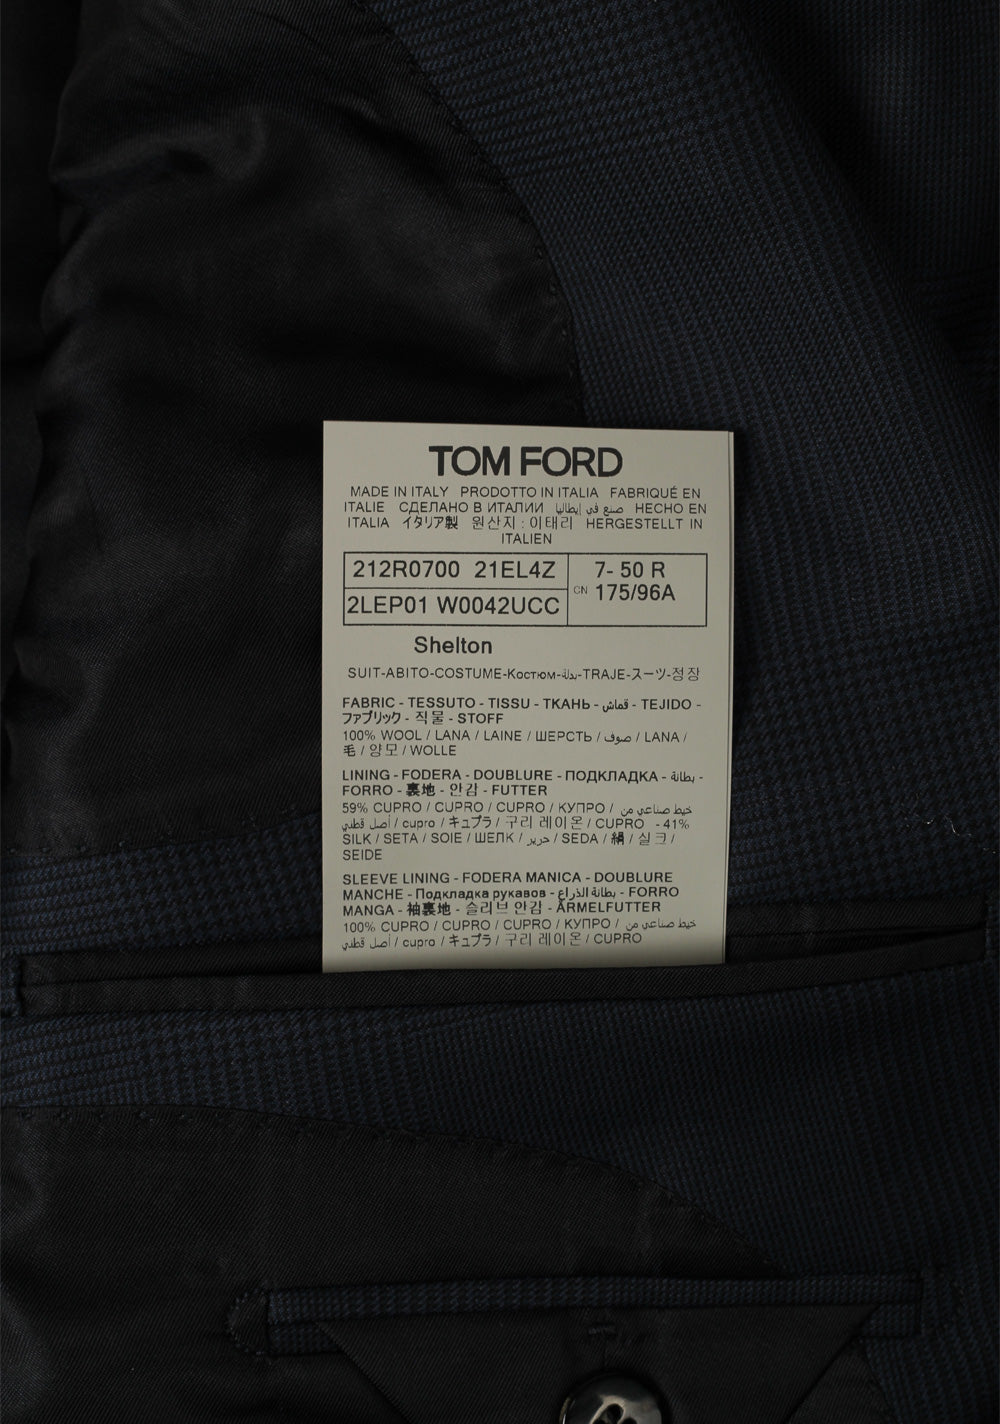 TOM FORD
MADE IN ITALY PRODOTTO IN ITALIA FABRIQUÉ EN
ITALIE СДЕЛАНО В ИТАЛИИ صنع في إيطاليا HECHO EN
ITALIA イタリア製 원산지 : 이태리 HERGESTELLT IN
ITALIEN
212R0700 21EL4Z
7- 50 R
CN 175/96A
2LEP01 W0042UCC
Shelton
SUIT-ABITO-COSTUME-Костюм-بدلة-TRAJE-スーツ-정장
FABRIC - TESSUTO - TISSU - ТКАНЬ - قماش - TEJIDO -
ファブリック - 직물 - STOFF
100% WOOL / LANA / LAINE / ШЕРСТЬ / صوف / LANA /
毛 / 양모 / WOLLE
LINING - FODERA - DOUBLURE - ПОДКЛАДКА - بطانة -
FORRO - 裏地 - 안감 - FUTTER
59% CUPRO / CUPRO / CUPRO / КУПРО / خيط صناعي من
أصل قطني / cupro / キュプラ / 구리 레이온 / CUPRO - 41%
SILK / SETA / SOIE / ШЕЛК / حرير / SEDA / 絹 / 실크 /
SEIDE
SLEEVE LINING - FODERA MANICA - DOUBLURE
MANCHE - Подкладка рукавов - بطانة الذراع - FORRO
MANGA - 袖裏地 - 슬리브 안감 - ÄRMELFUTTER
100% CUPRO / CUPRO / CUPRO / КУПРО / خيط صناعي من
أصل قطني / cupro / キュプラ / 구리 레이온 / CUPRO